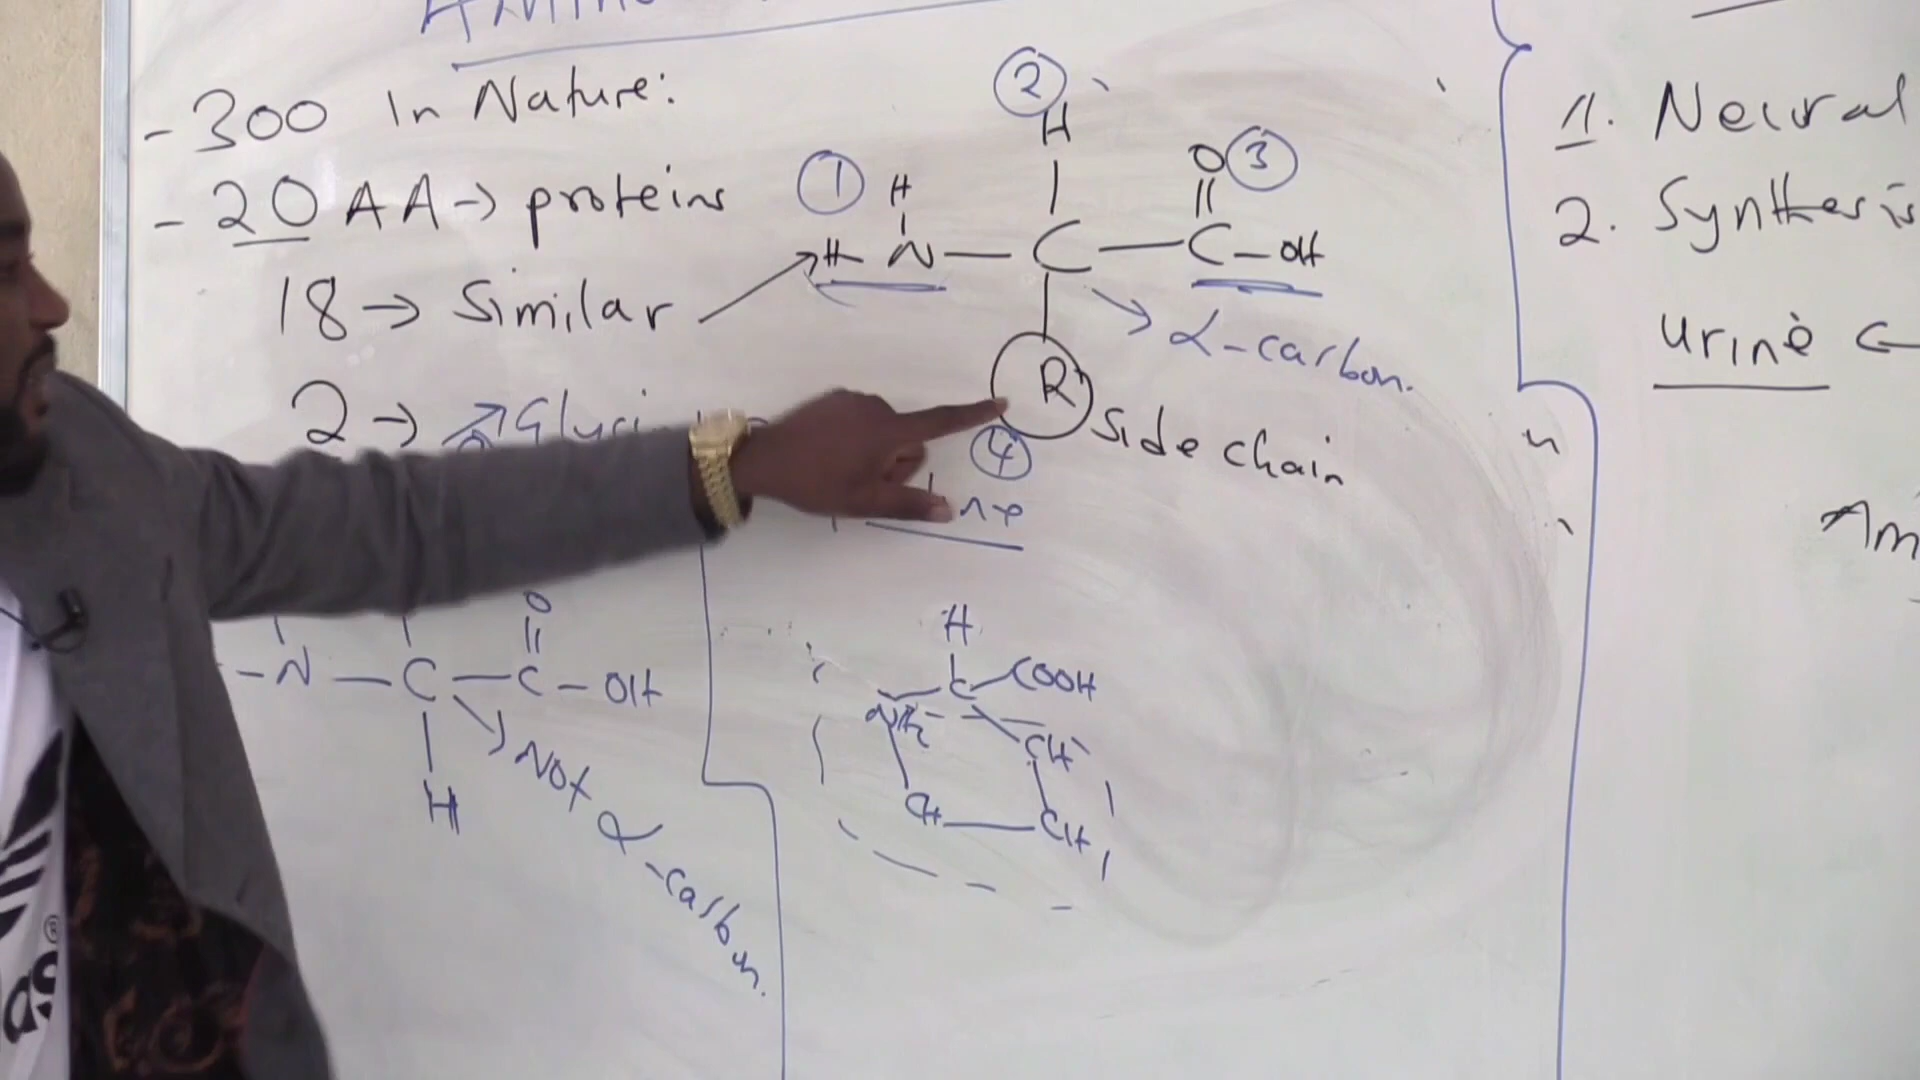 - 300 In Nature:
- 20 AA → proteins
18 → Similar
2 →
1
2
3
4
H
H
H - N — C — C - OH
O
R
α-carbon.
Side chain
O
- N — C — C - OH
H
Not α-carbon.
H
C COOH
CH
CH CH
1. Neural
2. Synthesis
Urine ←